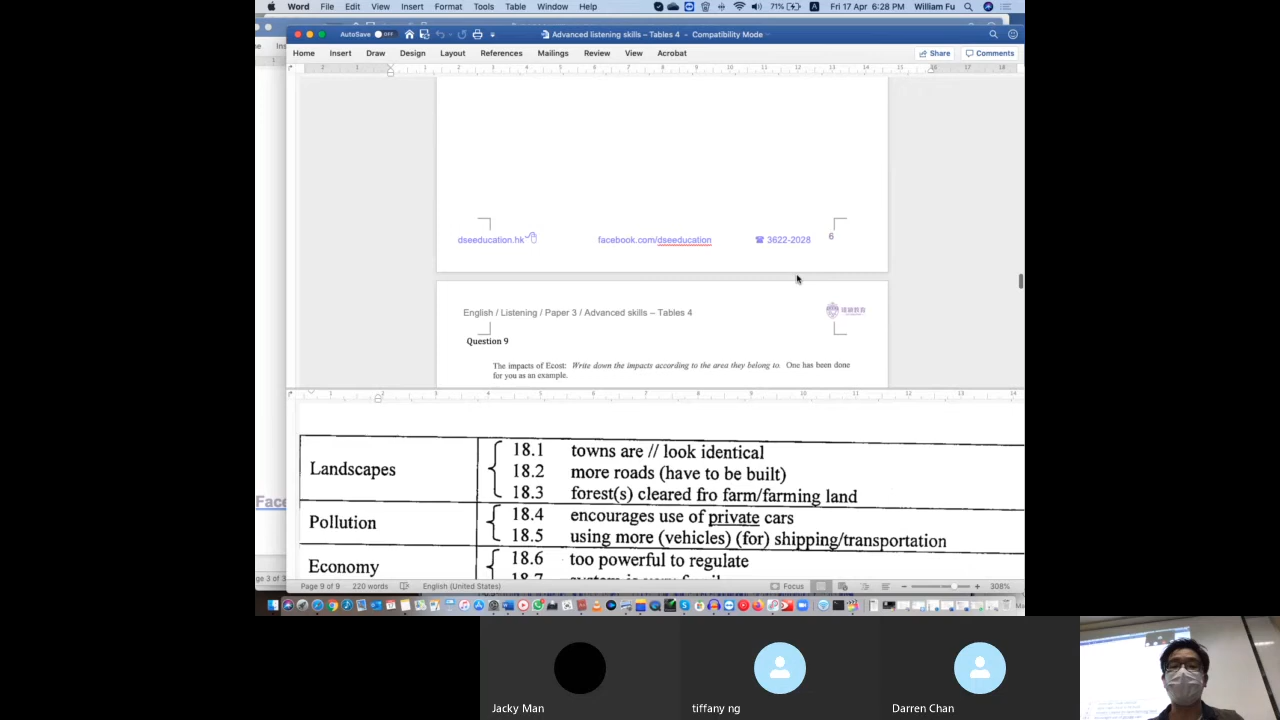 Word File Edit View Insert Format Tools Table Window Help 71% Fri 17 Apr 6:28 PM William Fu
AutoSave OFF Advanced listening skills – Tables 4 - Compatibility Mode
Home Insert Draw Design Layout References Mailings Review View Acrobat Share Comments
dseeducation.hk facebook.com/dseeducation ☎ 3622-2028 6
English / Listening / Paper 3 / Advanced skills – Tables 4
Question 9
The impacts of Ecost: Write down the impacts according to the area they belong to. One has been done
for you as an example.
Landscapes
18.1 towns are // look identical
18.2 more roads (have to be built)
18.3 forest(s) cleared fro farm/farming land
Pollution
18.4 encourages use of private cars
18.5 using more (vehicles) (for) shipping/transportation
Economy
18.6 too powerful to regulate
Face
Page 9 of 9 220 words English (United States) Focus 308%
Jacky Man tiffany ng Darren Chan